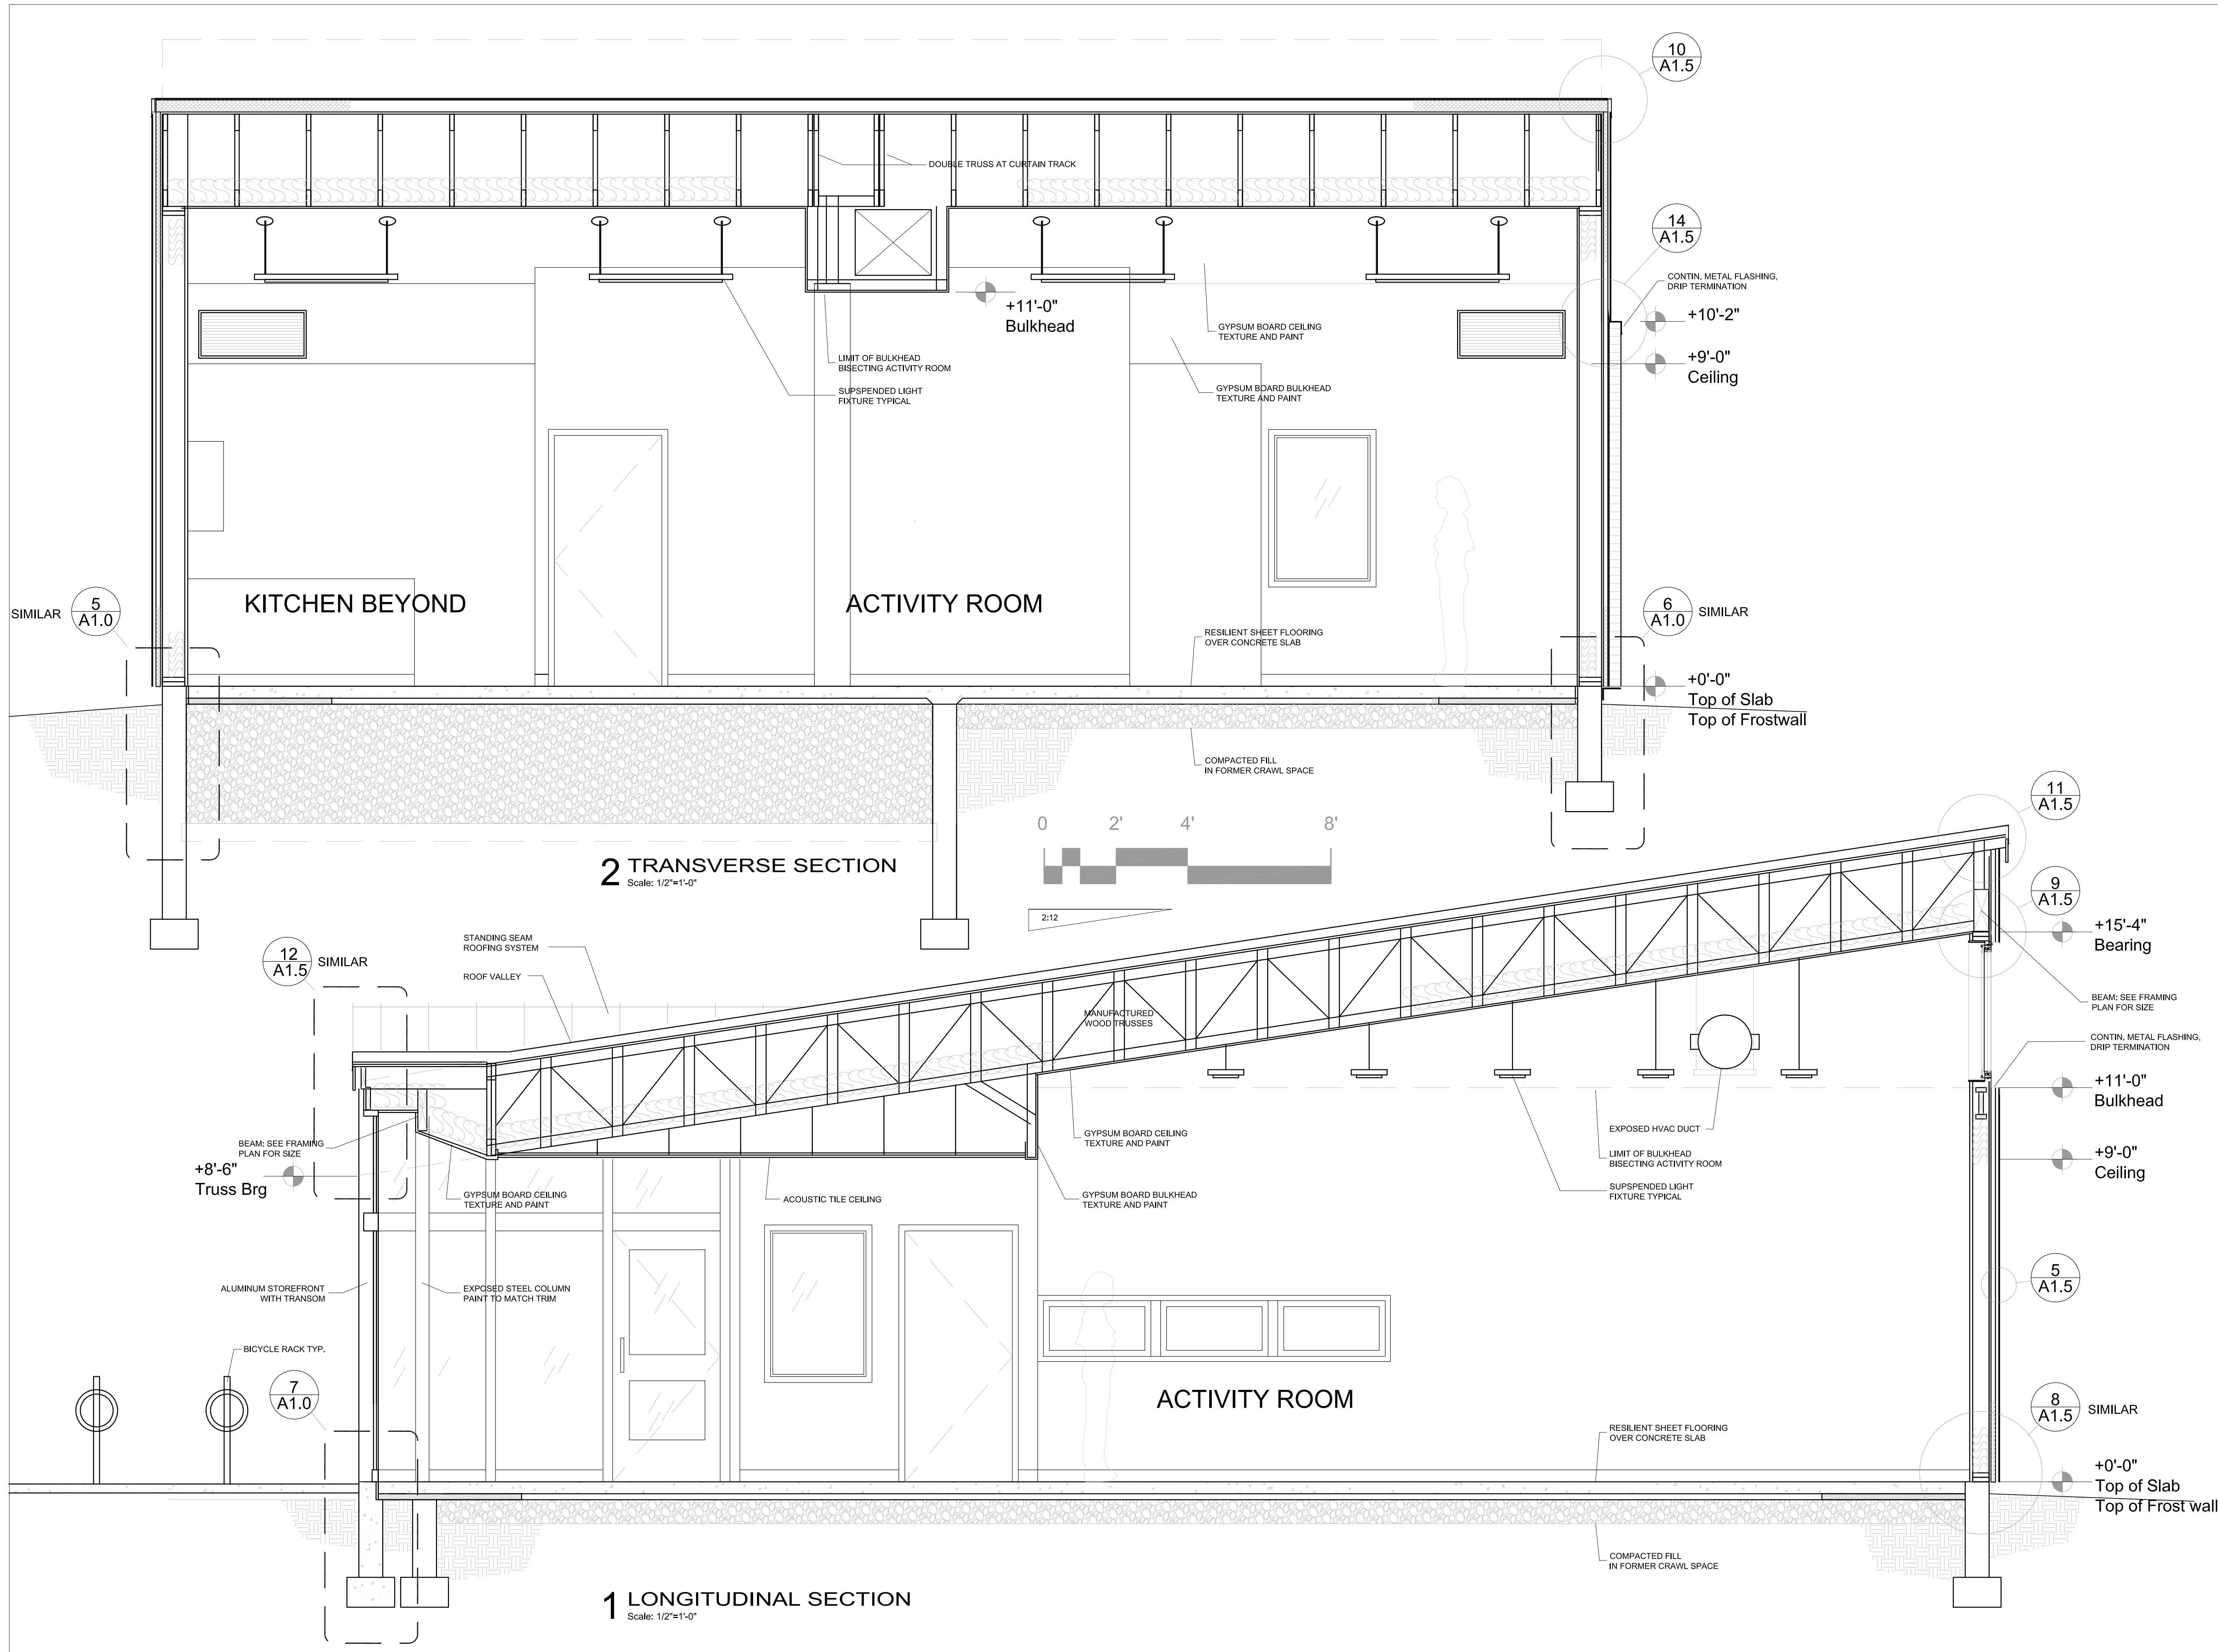 10
A1.5
DOUBLE TRUSS AT CURTAIN TRACK
14
A1.5
CONTIN. METAL FLASHING,
DRIP TERMINATION
+11'-0"
Bulkhead
+10'-2"
GYPSUM BOARD CEILING
TEXTURE AND PAINT
LIMIT OF BULKHEAD
BISECTING ACTIVITY ROOM
+9'-0"
Ceiling
SUPSPENDED LIGHT
FIXTURE TYPICAL
GYPSUM BOARD BULKHEAD
TEXTURE AND PAINT
SIMILAR
5
A1.0
KITCHEN BEYOND
ACTIVITY ROOM
6
A1.0
SIMILAR
RESILIENT SHEET FLOORING
OVER CONCRETE SLAB
+0'-0"
Top of Slab
Top of Frostwall
COMPACTED FILL
IN FORMER CRAWL SPACE
0 2' 4' 8'
2 TRANSVERSE SECTION
Scale: 1/2"=1'-0"
2:12
11
A1.5
9
A1.5
+15'-4"
Bearing
STANDING SEAM
ROOFING SYSTEM
12
A1.5
SIMILAR
ROOF VALLEY
MANUFACTURED
WOOD TRUSSES
BEAM: SEE FRAMING
PLAN FOR SIZE
CONTIN. METAL FLASHING,
DRIP TERMINATION
+11'-0"
Bulkhead
BEAM: SEE FRAMING
PLAN FOR SIZE
+8'-6"
Truss Brg
GYPSUM BOARD CEILING
TEXTURE AND PAINT
ACOUSTIC TILE CEILING
GYPSUM BOARD CEILING
TEXTURE AND PAINT
GYPSUM BOARD BULKHEAD
TEXTURE AND PAINT
EXPOSED HVAC DUCT
LIMIT OF BULKHEAD
BISECTING ACTIVITY ROOM
SUPSPENDED LIGHT
FIXTURE TYPICAL
+9'-0"
Ceiling
ALUMINUM STOREFRONT
WITH TRANSOM
EXPOSED STEEL COLUMN
PAINT TO MATCH TRIM
5
A1.5
BICYCLE RACK TYP.
7
A1.0
ACTIVITY ROOM
8
A1.5
SIMILAR
RESILIENT SHEET FLOORING
OVER CONCRETE SLAB
+0'-0"
Top of Slab
Top of Frost wall
COMPACTED FILL
IN FORMER CRAWL SPACE
1 LONGITUDINAL SECTION
Scale: 1/2"=1'-0"